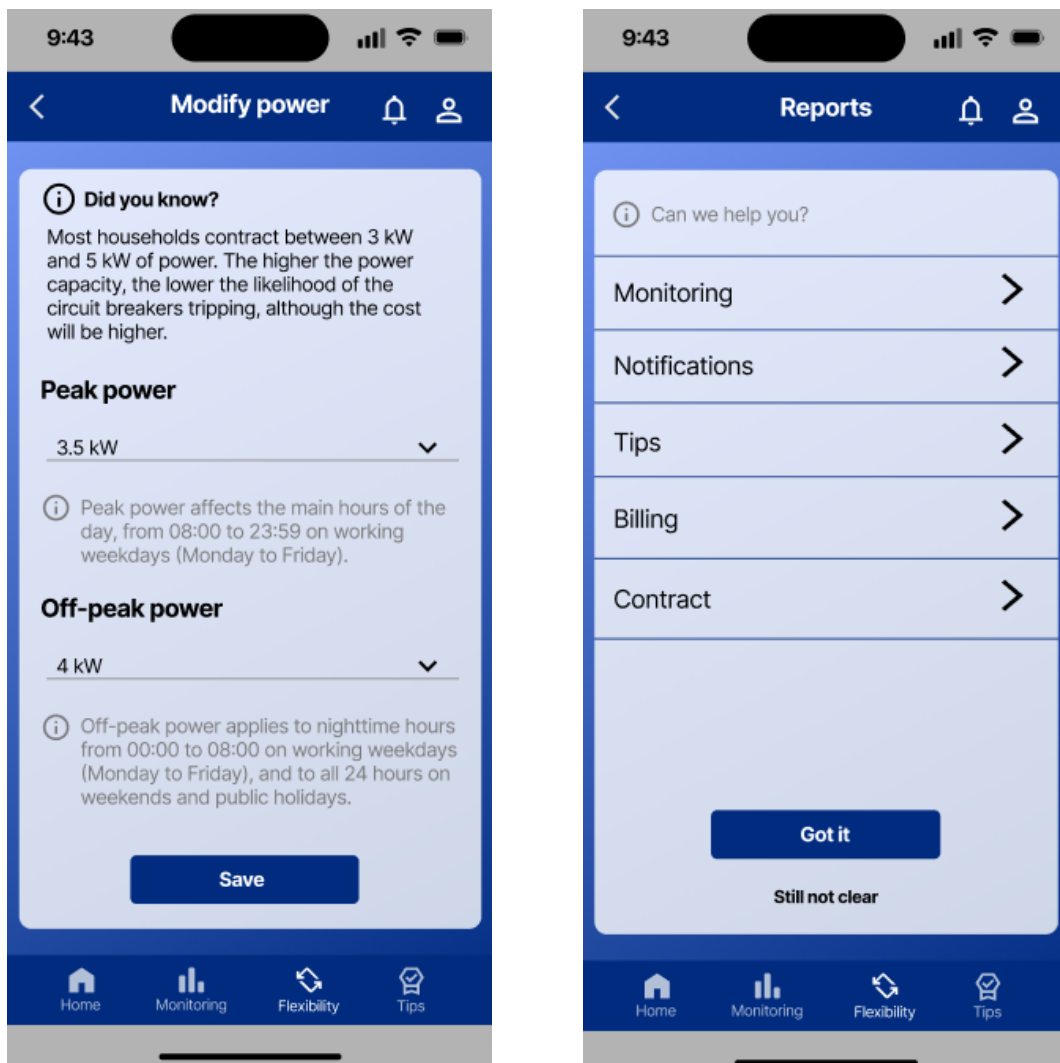 9:43
Modify power
Did you know?
Most households contract between 3 kW
and 5 kW of power. The higher the power
capacity, the lower the likelihood of the
circuit breakers tripping, although the cost
will be higher.
Peak power
3.5 kW
Peak power affects the main hours of the
day, from 08:00 to 23:59 on working
weekdays (Monday to Friday).
Off-peak power
4 kW
Off-peak power applies to nighttime hours
from 00:00 to 08:00 on working weekdays
(Monday to Friday), and to all 24 hours on
weekends and public holidays.
Save
Home Monitoring Flexibility Tips
9:43
Reports
Can we help you?
Monitoring
Notifications
Tips
Billing
Contract
Got it
Still not clear
Home Monitoring Flexibility Tips